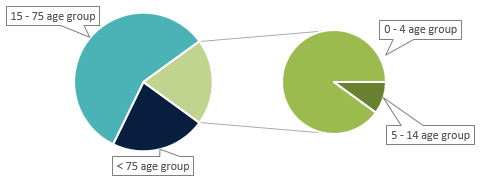 15 - 75 age group
0 - 4 age group
5 - 14 age group
< 75 age group